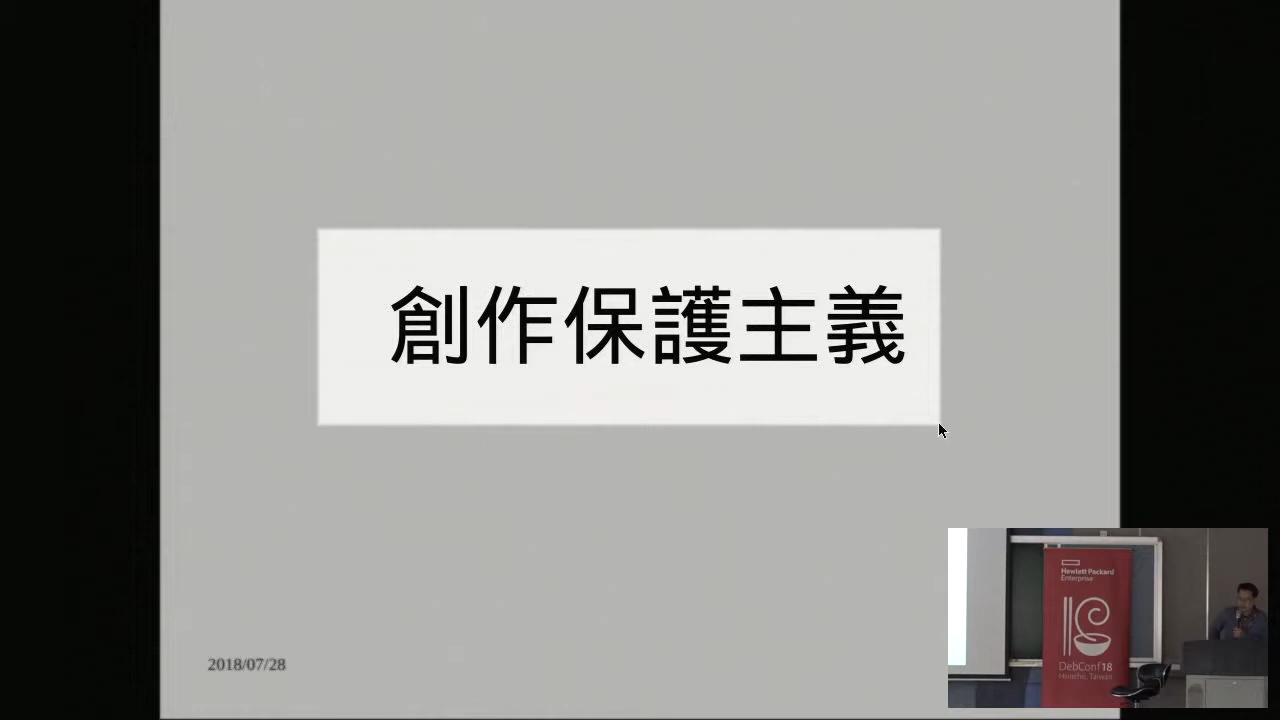 創作保護主義
2018/07/28
Hewlett Packard
Enterprise
DebConf18
Hsinchu, Taiwan